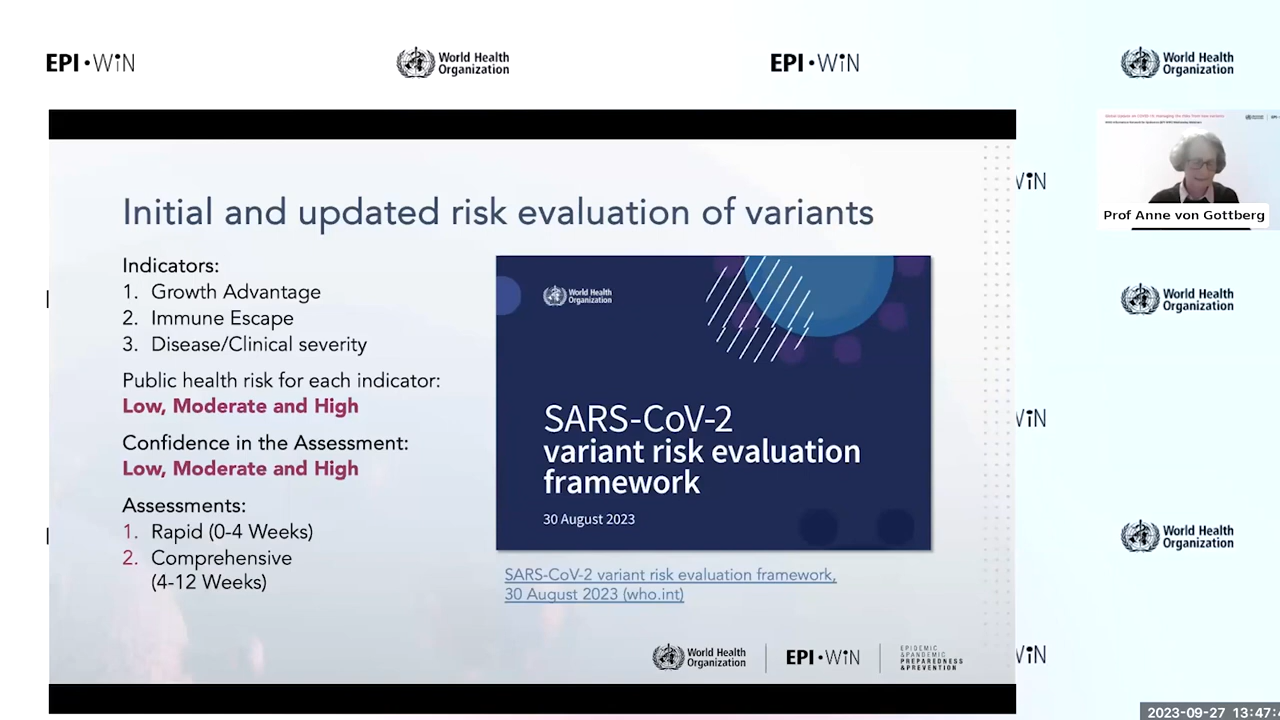 EPI•WiN
World Health
Organization
EPI•WiN
World Health
Organization
Initial and updated risk evaluation of variants
Indicators:
1. Growth Advantage
2. Immune Escape
3. Disease/Clinical severity
Public health risk for each indicator:
Low, Moderate and High
Confidence in the Assessment:
Low, Moderate and High
Assessments:
1. Rapid (0-4 Weeks)
2. Comprehensive
(4-12 Weeks)
World Health
Organization
SARS-CoV-2
variant risk evaluation
framework
30 August 2023
SARS-CoV-2 variant risk evaluation framework,
30 August 2023 (who.int)
World Health
Organization
EPI•WiN
EPIDEMIC
&PANDEMIC
PREPAREDNESS
&PREVENTION
Prof Anne von Gottberg
WiN
World Health
Organization
WiN
World Health
Organization
WiN
2023-09-27 13:47: